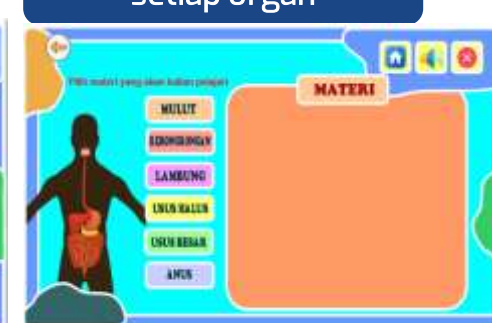 setiap organ
Pilih materi yang akan kalian pelajari
MATERI
MULUT
KERONGKONGAN
LAMBUNG
USUS HALUS
USUS BESAR
ANUS